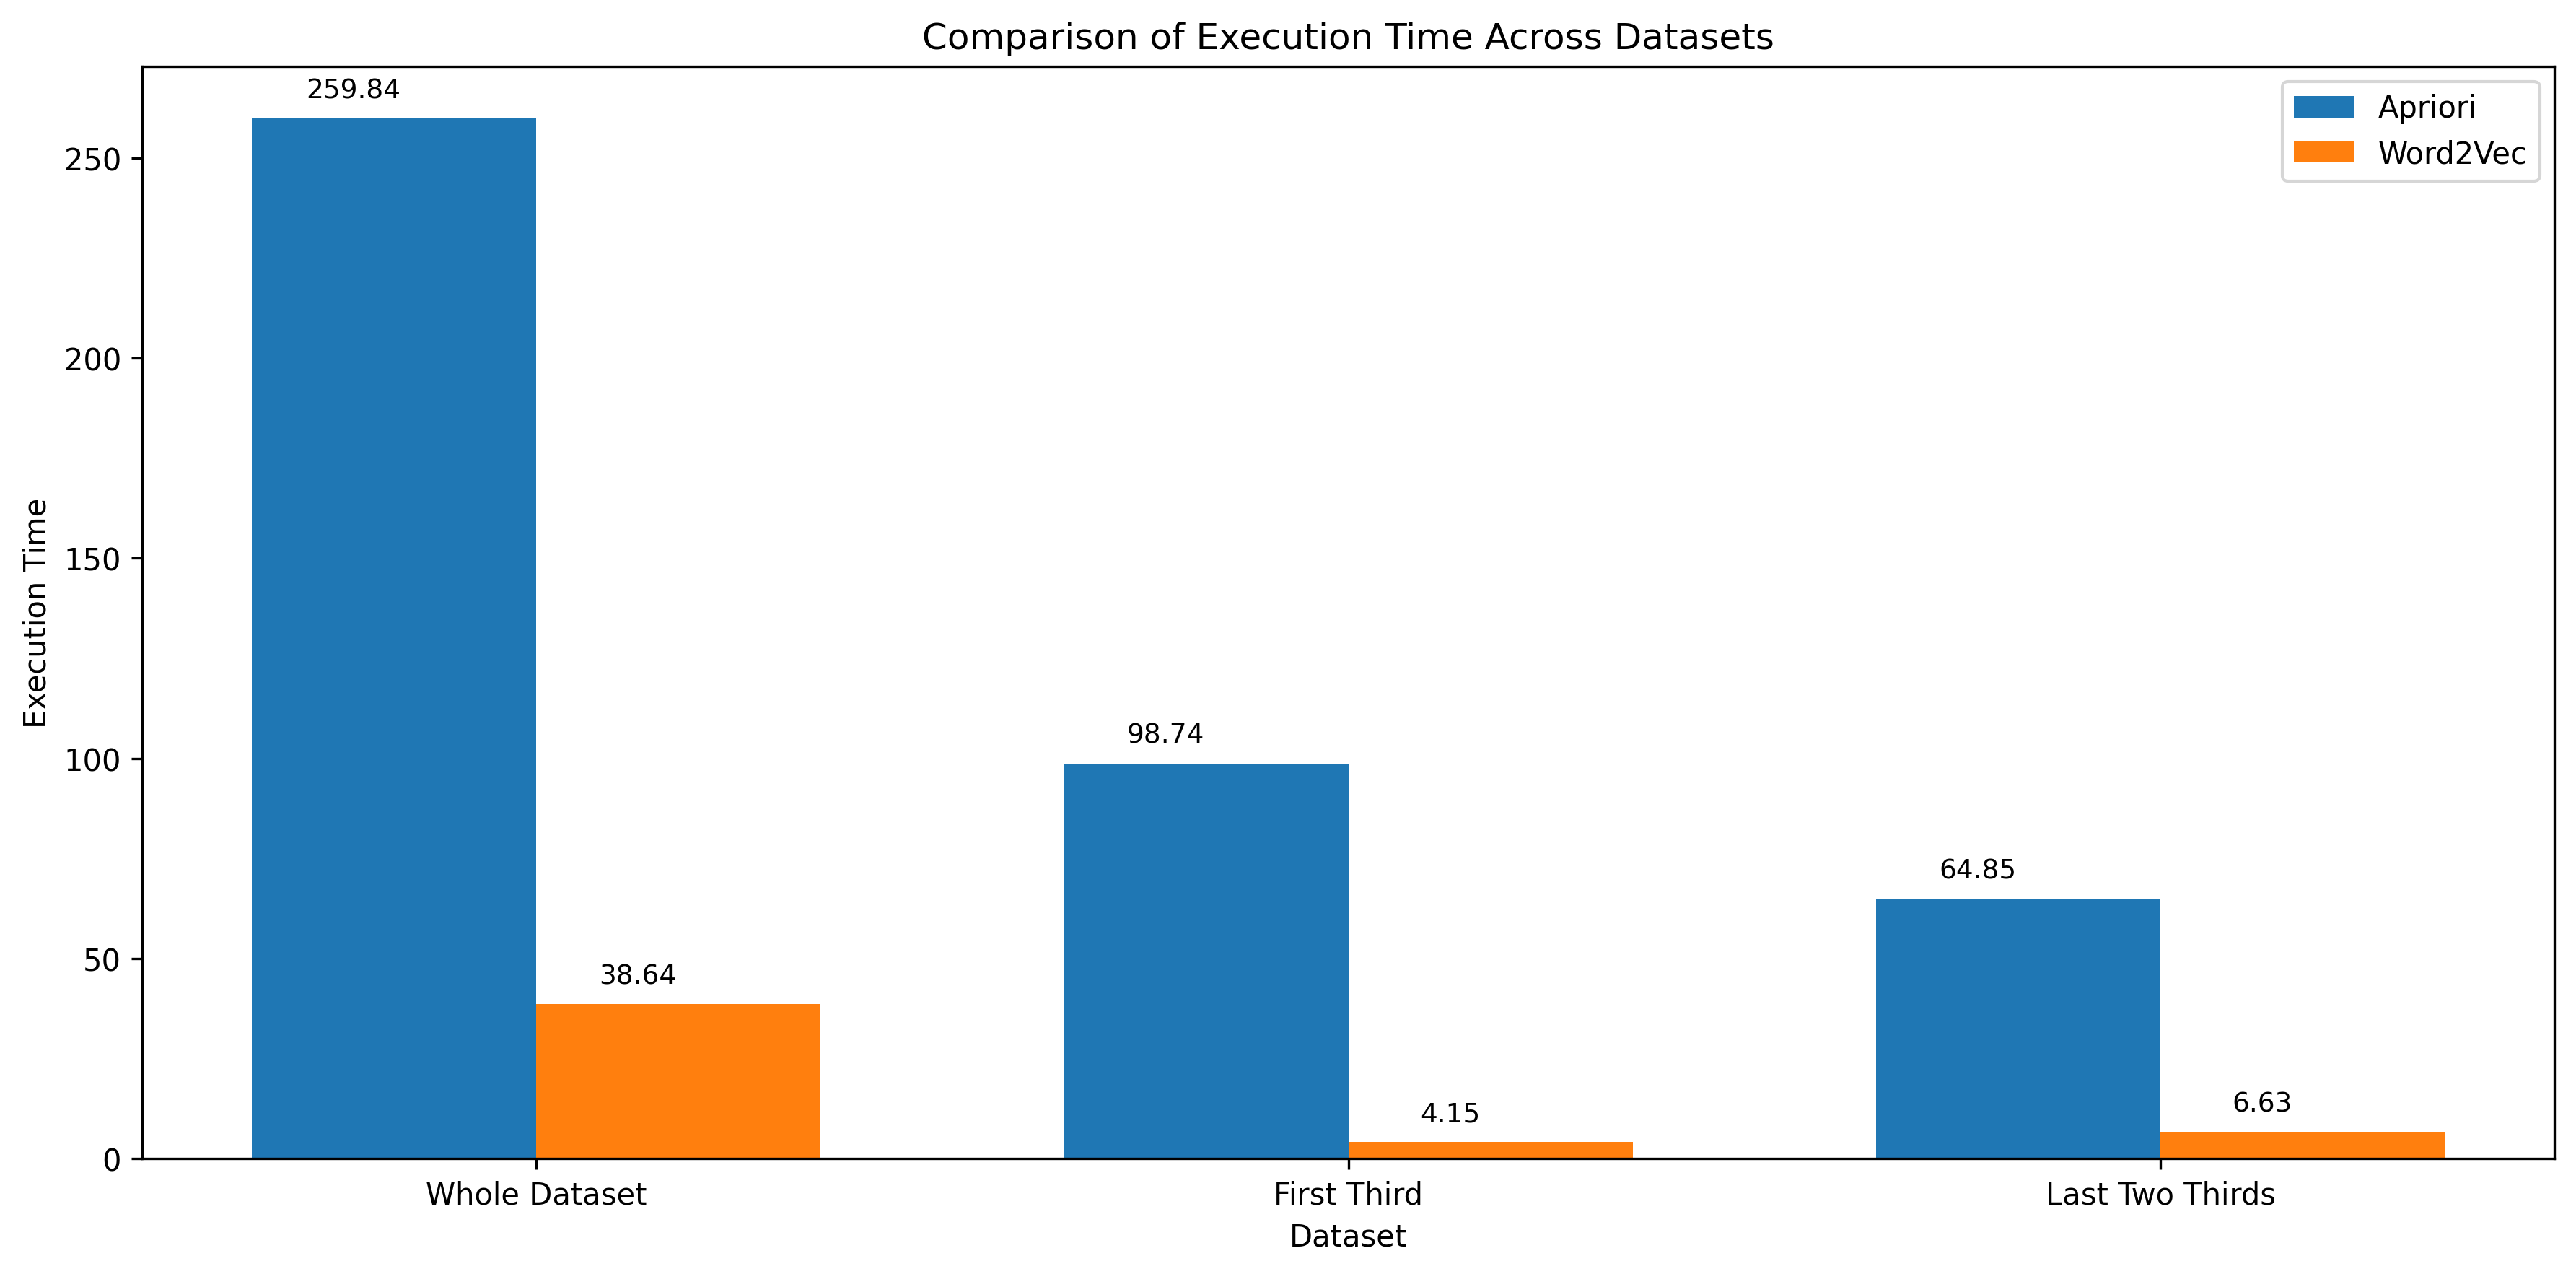 Comparison of Execution Time Across Datasets
259.84
Apriori
Word2Vec
250
200
150
98.74
100
64.85
50
38.64
4.15
6.63
0
Execution Time
Whole Dataset
First Third
Last Two Thirds
Dataset